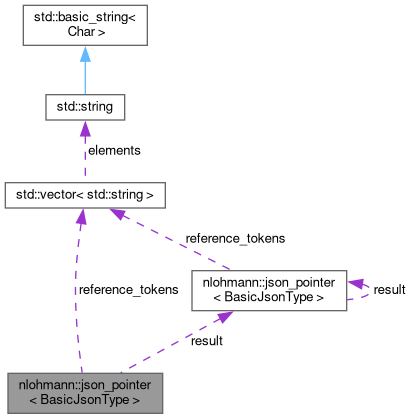 std::basic_string<
Char >
std::string
elements
std::vector< std::string >
reference_tokens
nlohmann::json_pointer
< BasicJsonType >
reference_tokens
result
result
nlohmann::json_pointer
< BasicJsonType >